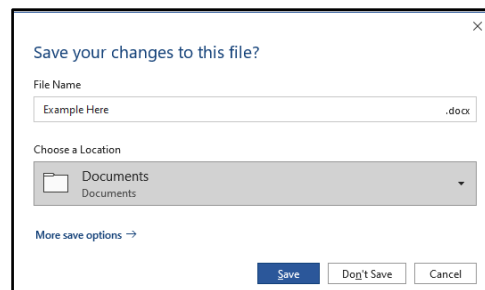 Save your changes to this file?
File Name
Example Here .docx
Choose a Location
Documents
Documents
More save options →
Save Don't Save Cancel